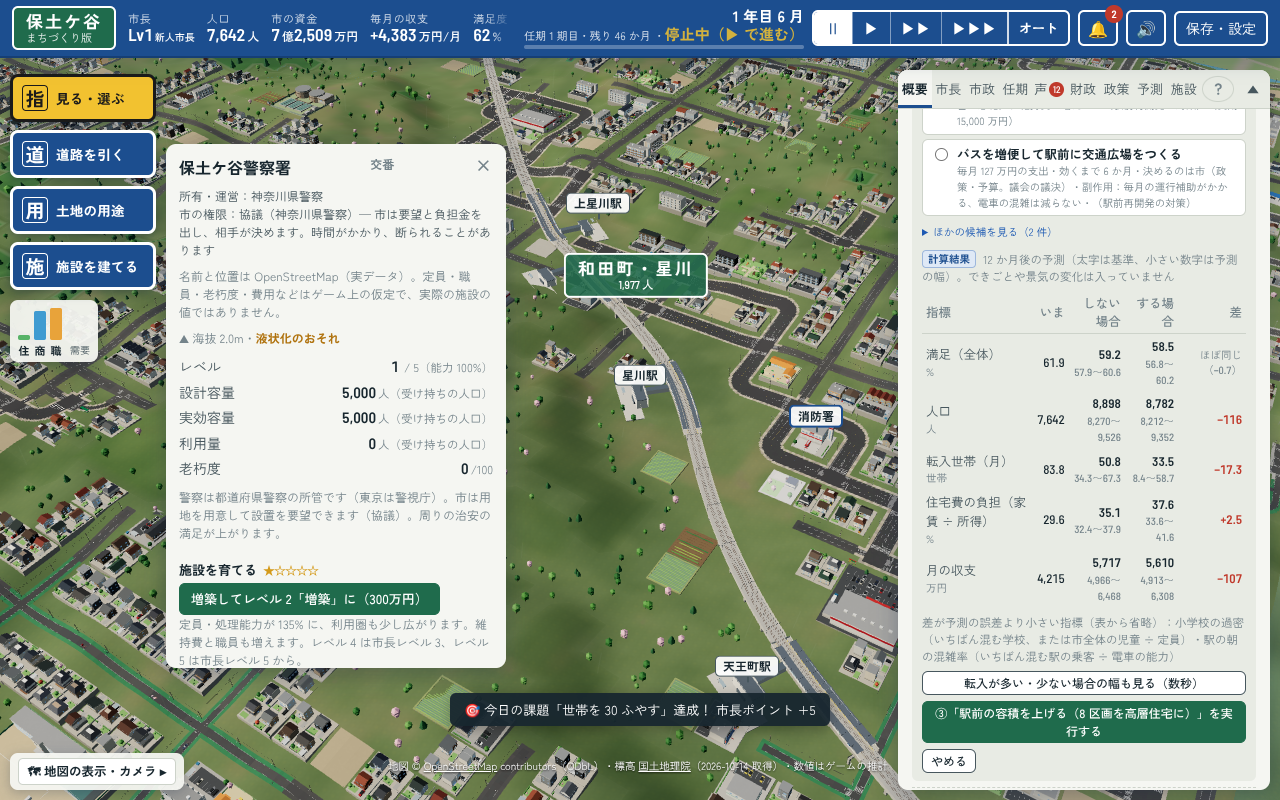 保土ケ谷
まちづくり版
市長
Lv1 新人市長
人口
7,642 人
市の資金
7億2,509万円
毎月の収支
+4,383万円/月
満足度
62%
任期 1 期目・残り 46 か月・停止中（▶ で進む）
1 年目 6 月
オート
2
保存・設定
指 見る・選ぶ
道 道路を引く
用 土地の用途
施 施設を建てる
住 商 職 需要
保土ケ谷警察署
交番
所有・運営：神奈川県警察
市の権限：協議（神奈川県警察）— 市は要望と負担金を
出し、相手が決めます。時間がかかり、断られることがあ
ります
名前と位置は OpenStreetMap（実データ）。定員・職
員・老朽度・費用などはゲーム上の仮定で、実際の施設の
値ではありません。
▲ 海抜 2.0m・液状化のおそれ
レベル 1 / 5（能力 100%）
設計容量 5,000 人（受け持ちの人口）
実効容量 5,000 人（受け持ちの人口）
利用量 0 人（受け持ちの人口）
老朽度 0 /100
警察は都道府県警察の所管です（東京は警視庁）。市は用
地を用意して設置を要望できます（協議）。周りの治安の
満足が上がります。
施設を育てる ★☆☆☆☆
増築してレベル 2「増築」に（300万円）
定員・処理能力が 135% に、利用圏も少し広がります。維
持費と職員も増えます。レベル 4 は市長レベル 3、レベル
5 は市長レベル 5 から。
上星川駅
和田町・星川
1,977 人
星川駅
消防署
天王町駅
🎯 今日の課題「世帯を 30 ふやす」達成！ 市長ポイント +5
🗺 地図の表示・カメラ ▸
地図 © OpenStreetMap contributors（ODbL）・標高 国土地理院（2026-10-14 取得）・数値はゲームの推計
概要 市長 市政 任期 声 12 財政 政策 予測 施設 ? ▲
15,000 万円）
バスを増便して駅前に交通広場をつくる
毎月 127 万円の支出・効くまで 6 か月・決めるのは市（政
策・予算。議会の議決）・副作用：毎月の運行補助がかか
る、電車の混雑は減らない・（駅前再開発の対策）
▶ ほかの候補を見る（2 件）
計算結果 12 か月後の予測（太字は基準、小さい数字は予測
の幅）。できごとや景気の変化は入っていません
指標 いま しない場合 する場合 差
満足（全体）% 61.9 59.2 57.9〜60.6 58.5 56.8〜60.2 ほぼ同じ（−0.7）
人口 人 7,642 8,898 8,270〜9,526 8,782 8,212〜9,352 −116
転入世帯（月）世帯 83.8 50.8 34.3〜67.3 33.5 8.4〜58.7 −17.3
住宅費の負担（家賃 ÷ 所得）% 29.6 35.1 32.4〜37.9 37.6 33.6〜41.6 +2.5
月の収支 万円 4,215 5,717 4,966〜6,468 5,610 4,913〜6,308 −107
差が予測の誤差より小さい指標（表から省略）：小学校の過密
（いちばん混む学校、または市全体の児童 ÷ 定員）・駅の朝
の混雑率（いちばん混む駅の乗客 ÷ 電車の能力）
転入が多い・少ない場合の幅も見る（数秒）
③「駅前の容積を上げる（8 区画を高層住宅に）」を実
行する
やめる